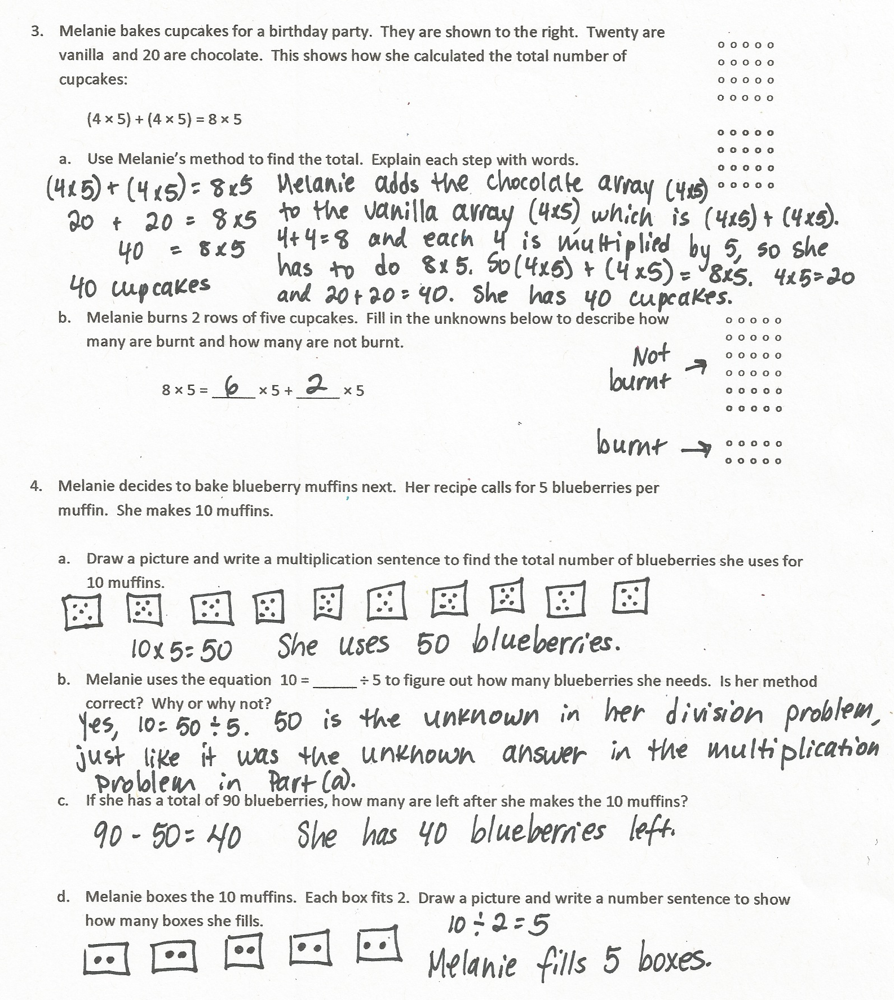 3. Melanie bakes cupcakes for a birthday party. They are shown to the right. Twenty are
vanilla and 20 are chocolate. This shows how she calculated the total number of
cupcakes:
(4 × 5) + (4 × 5) = 8 × 5
a. Use Melanie's method to find the total. Explain each step with words.
(4x5) + (4x5) = 8x5
20 + 20 = 8x5
40 = 8x5
40 cupcakes
Melanie adds the chocolate array (4x5)
to the vanilla array (4x5) which is (4x5) + (4x5).
4+4=8 and each 4 is multiplied by 5, so she
has to do 8x5. So (4x5) + (4x5) = 8x5. 4x5=20
and 20+20=40. She has 40 cupcakes.
b. Melanie burns 2 rows of five cupcakes. Fill in the unknowns below to describe how
many are burnt and how many are not burnt.
8 × 5 = 6 × 5 + 2 × 5
Not
burnt →
burnt →
4. Melanie decides to bake blueberry muffins next. Her recipe calls for 5 blueberries per
muffin. She makes 10 muffins.
a. Draw a picture and write a multiplication sentence to find the total number of blueberries she uses for
10 muffins.
10x5=50 She uses 50 blueberries.
b. Melanie uses the equation 10 = _____ ÷ 5 to figure out how many blueberries she needs. Is her method
correct? Why or why not?
Yes, 10=50÷5. 50 is the unknown in her division problem,
just like it was the unknown answer in the multiplication
problem in Part (a).
c. If she has a total of 90 blueberries, how many are left after she makes the 10 muffins?
90 - 50 = 40 She has 40 blueberries left.
d. Melanie boxes the 10 muffins. Each box fits 2. Draw a picture and write a number sentence to show
how many boxes she fills.
10÷2=5
Melanie fills 5 boxes.